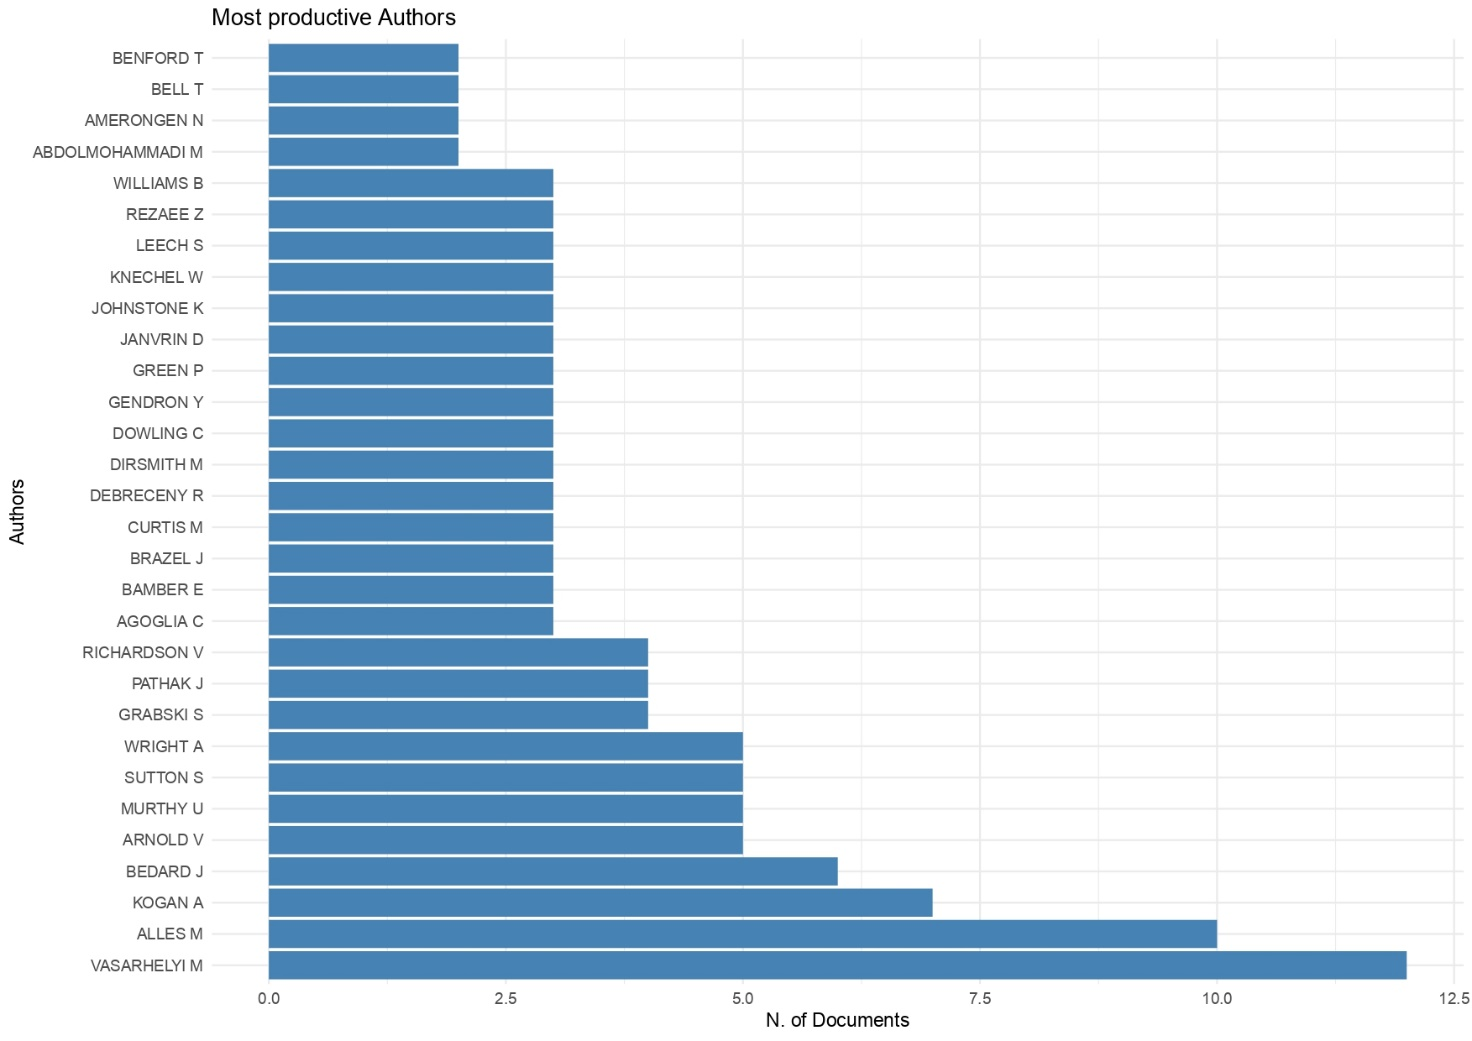 Most productive Authors
Authors
BENFORD T
BELL T
AMERONGEN N
ABDOLMOHAMMADI M
WILLIAMS B
REZAEE Z
LEECH S
KNECHEL W
JOHNSTONE K
JANVRIN D
GREEN P
GENDRON Y
DOWLING C
DIRSMITH M
DEBRECENY R
CURTIS M
BRAZEL J
BAMBER E
AGOGLIA C
RICHARDSON V
PATHAK J
GRABSKI S
WRIGHT A
SUTTON S
MURTHY U
ARNOLD V
BEDARD J
KOGAN A
ALLES M
VASARHELYI M
0.0 2.5 5.0 7.5 10.0 12.5
N. of Documents